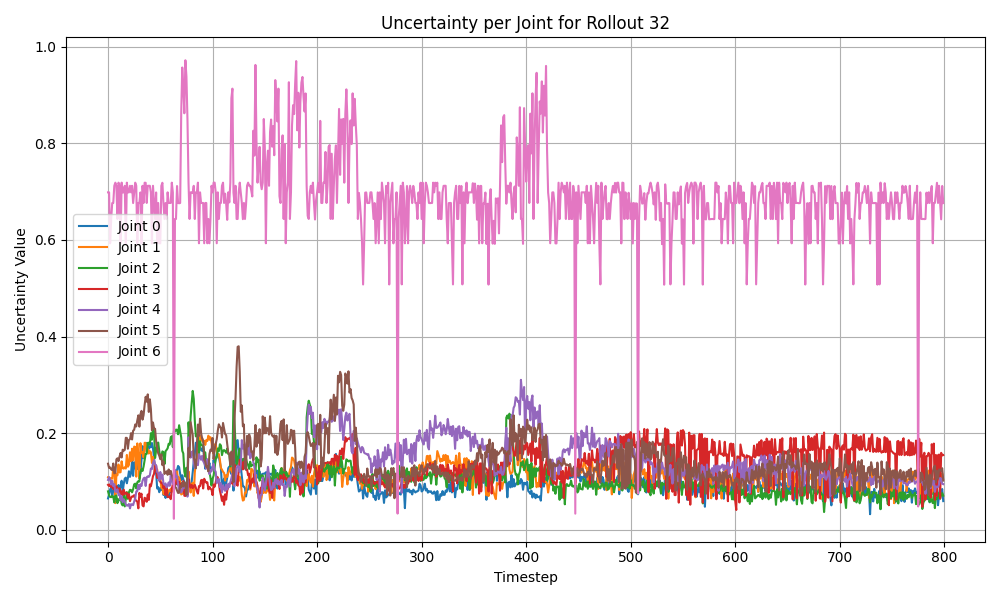 Uncertainty per Joint for Rollout 32
Uncertainty Value
1.0
0.8
0.6
0.4
0.2
0.0
Joint 0
Joint 1
Joint 2
Joint 3
Joint 4
Joint 5
Joint 6
0 100 200 300 400 500 600 700 800
Timestep